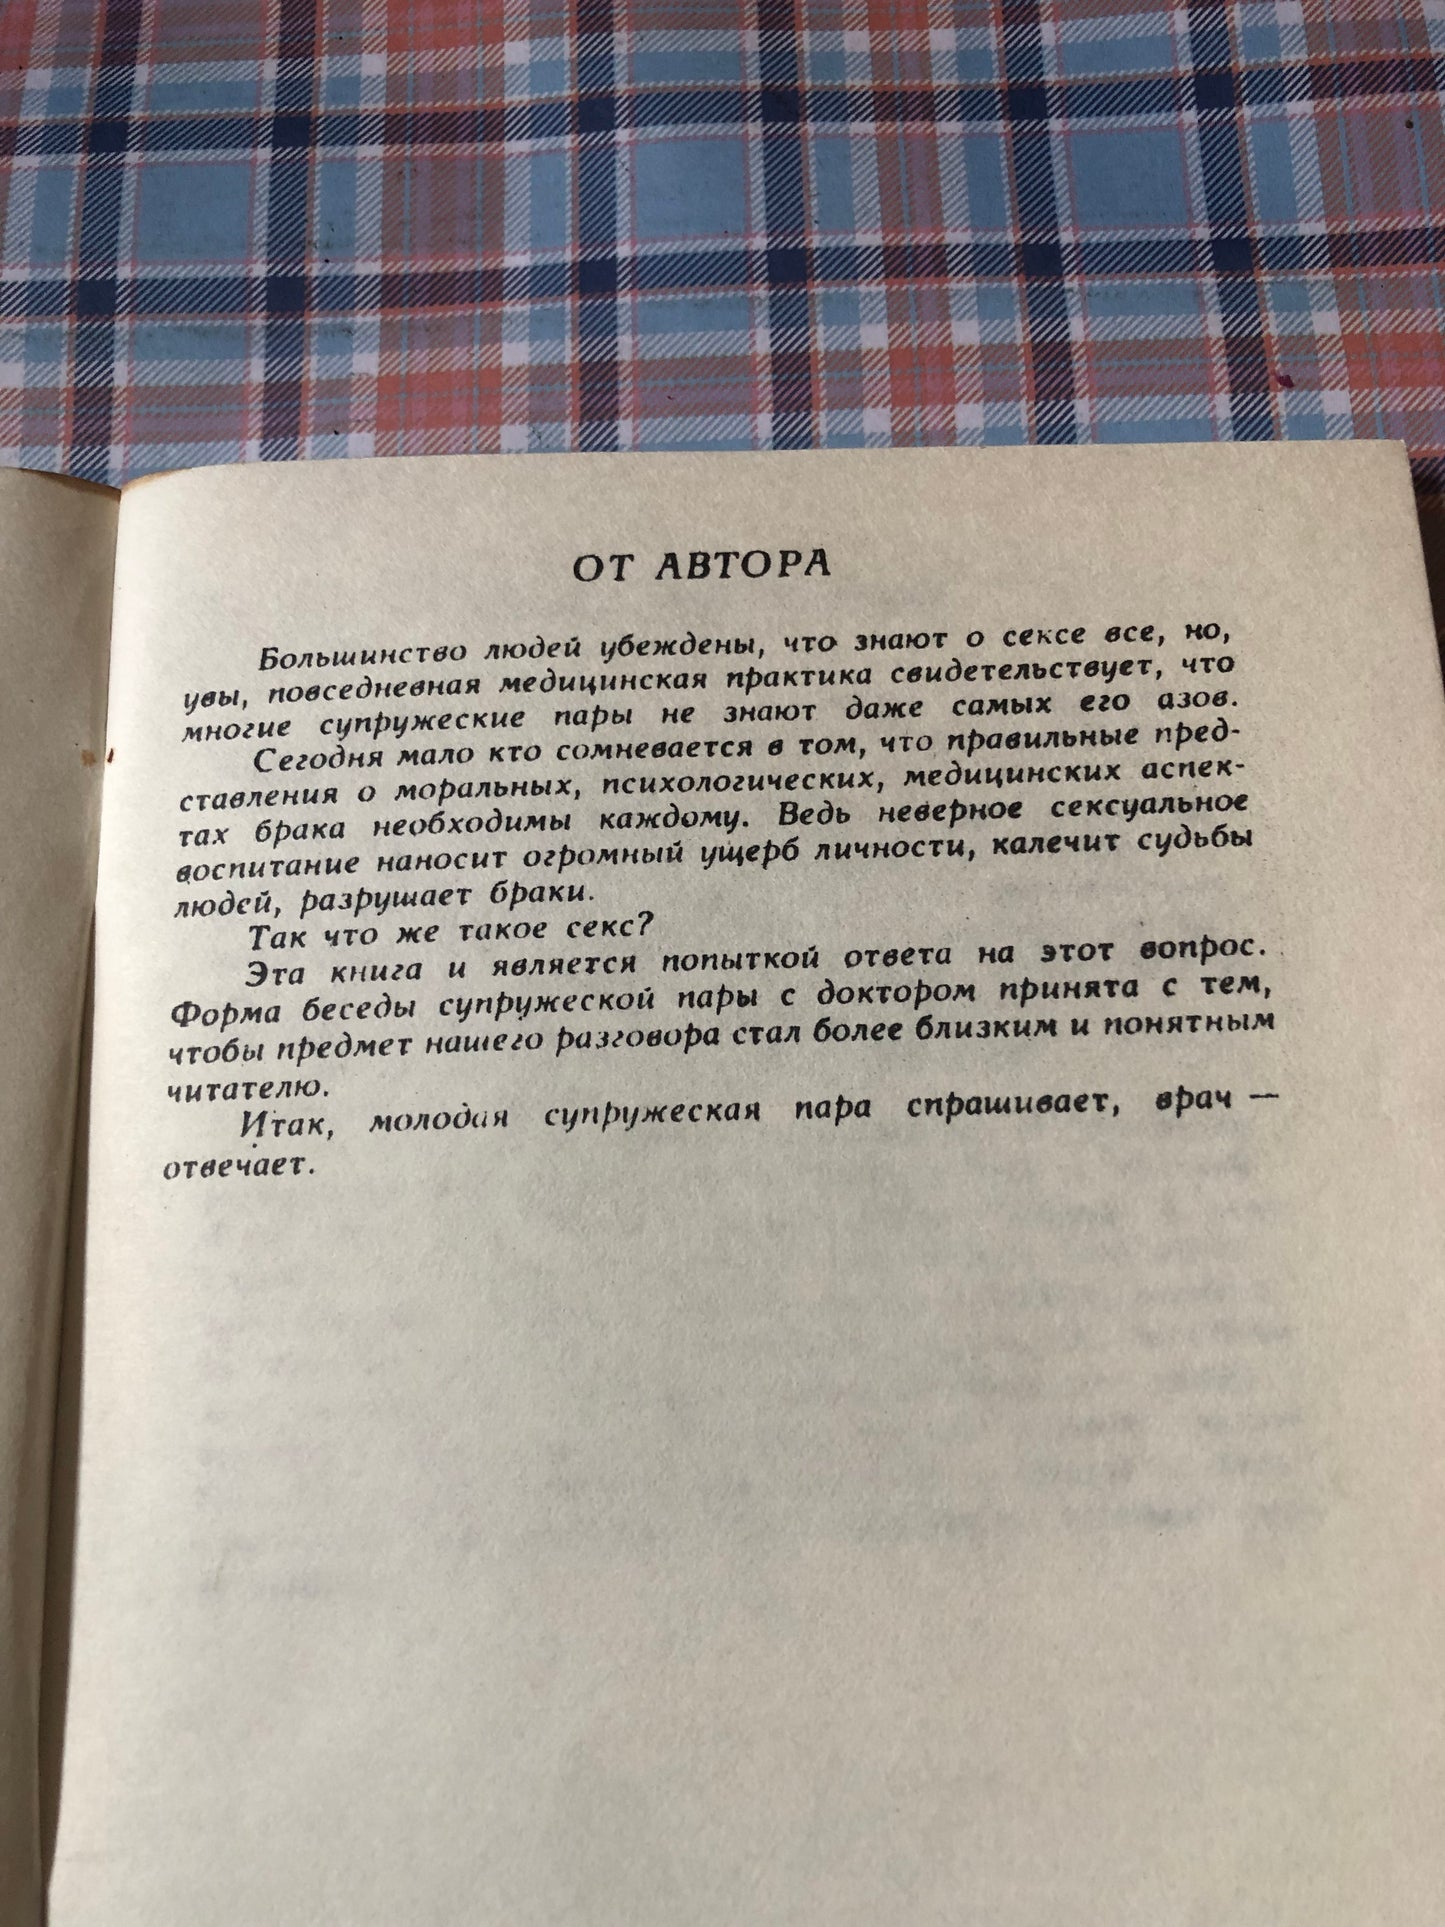 ОТ АВТОРА
Большинство людей убеждены, что знают о сексе все, но,
увы, повседневная медицинская практика свидетельствует, что
многие супружеские пары не знают даже самых его азов.
Сегодня мало кто сомневается в том, что правильные пред-
ставления о моральных, психологических, медицинских аспек-
тах брака необходимы каждому. Ведь неверное сексуальное
воспитание наносит огромный ущерб личности, калечит судьбы
людей, разрушает браки.
Так что же такое секс?
Эта книга и является попыткой ответа на этот вопрос.
Форма беседы супружеской пары с доктором принята с тем,
чтобы предмет нашего разговора стал более близким и понятным
читателю.
Итак, молодая супружеская пара спрашивает, врач —
отвечает.